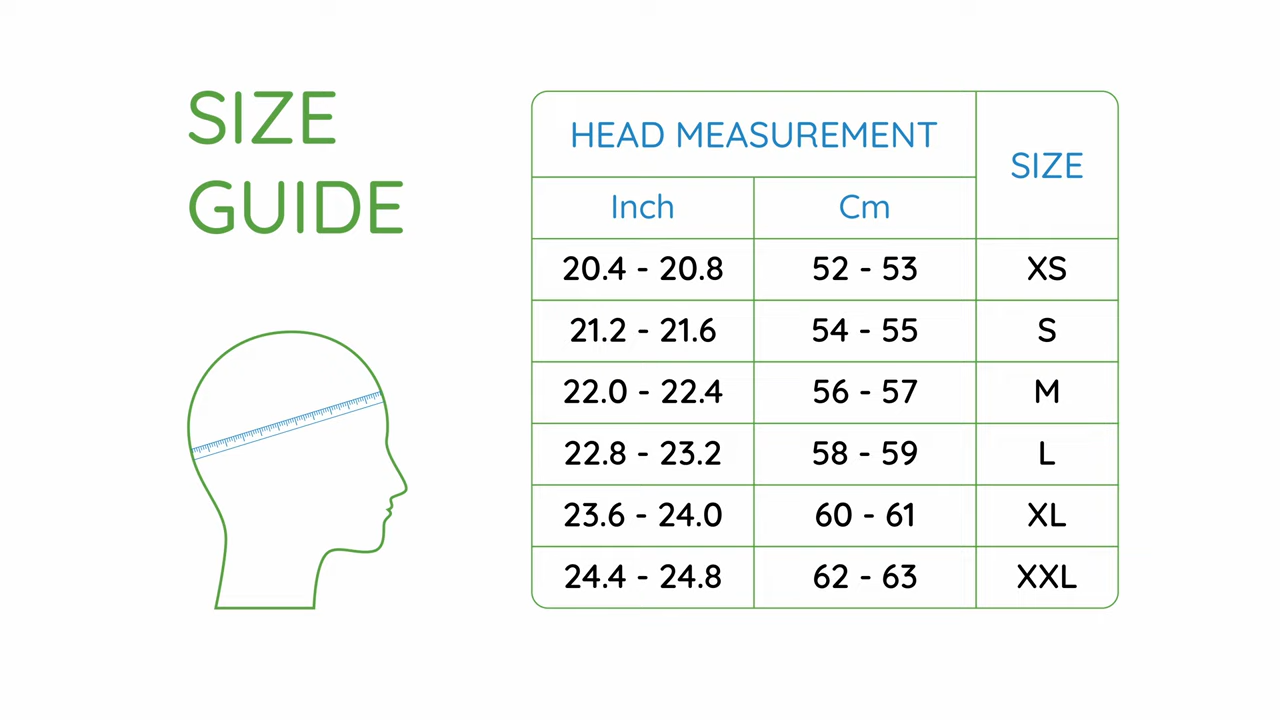 SIZE
GUIDE
HEAD MEASUREMENT
SIZE
Inch
Cm
20.4 - 20.8
52 - 53
XS
21.2 - 21.6
54 - 55
S
22.0 - 22.4
56 - 57
M
22.8 - 23.2
58 - 59
L
23.6 - 24.0
60 - 61
XL
24.4 - 24.8
62 - 63
XXL